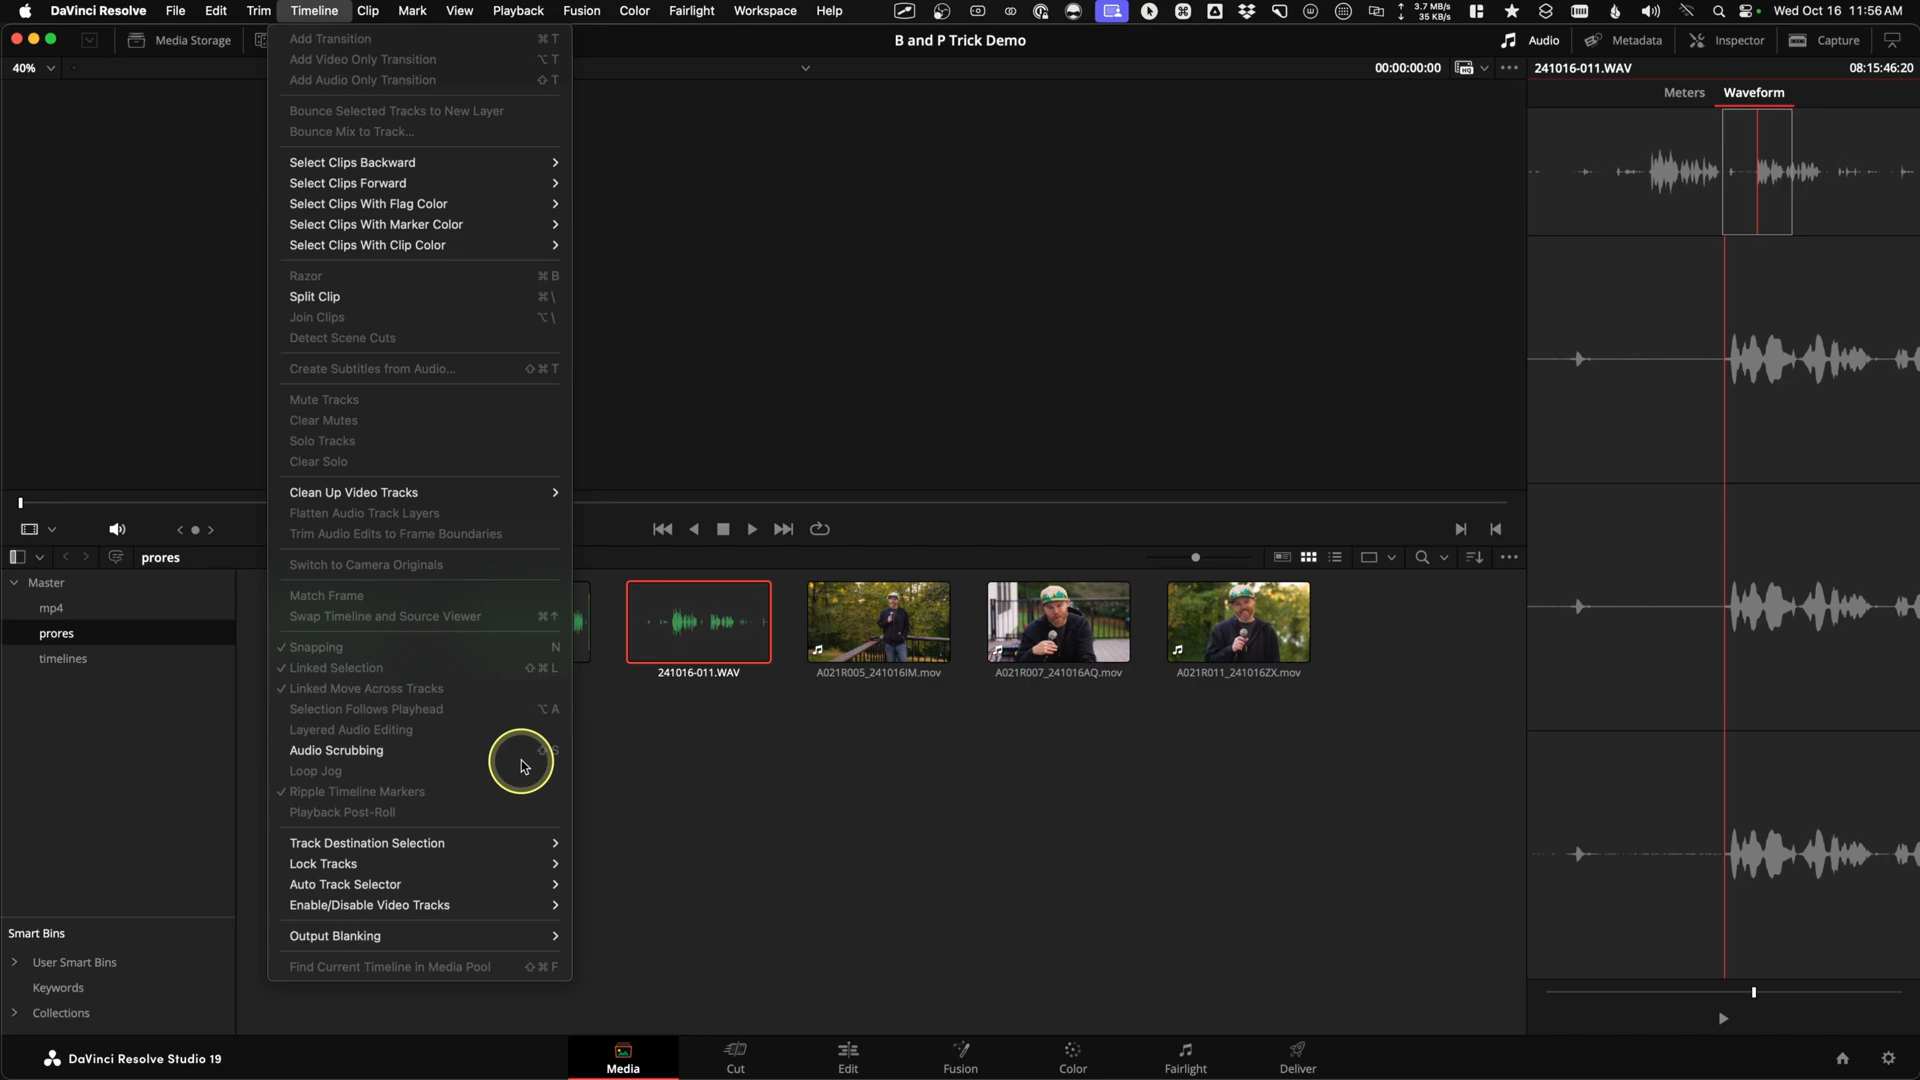 DaVinci Resolve File Edit Trim Timeline Clip Mark View Playback Fusion Color Fairlight Workspace Help 3.7 MB/s 35 KB/s Wed Oct 16 11:56 AM
Media Storage B and P Trick Demo Audio Metadata Inspector Capture
40% 00:00:00:00 241016-011.WAV 08:15:46:20
Meters Waveform
Add Transition ⌘ T
Add Video Only Transition ⌥ T
Add Audio Only Transition ⇧ T
Bounce Selected Tracks to New Layer
Bounce Mix to Track...
Select Clips Backward
Select Clips Forward
Select Clips With Flag Color
Select Clips With Marker Color
Select Clips With Clip Color
Razor ⌘ B
Split Clip ⌘ \
Join Clips ⌥ \
Detect Scene Cuts
Create Subtitles from Audio... ⇧ ⌘ T
Mute Tracks
Clear Mutes
Solo Tracks
Clear Solo
Clean Up Video Tracks
Flatten Audio Track Layers
Trim Audio Edits to Frame Boundaries
Switch to Camera Originals
Match Frame
Swap Timeline and Source Viewer ⌘ ↑
✓ Snapping N
✓ Linked Selection ⇧ ⌘ L
✓ Linked Move Across Tracks
Selection Follows Playhead ⌥ A
Layered Audio Editing
Audio Scrubbing ⇧ S
Loop Jog
✓ Ripple Timeline Markers
Playback Post-Roll
Track Destination Selection
Lock Tracks
Auto Track Selector
Enable/Disable Video Tracks
Output Blanking
Find Current Timeline in Media Pool ⇧ ⌘ F
prores
Master
mp4
prores
timelines
241016-011.WAV A021R005_241016IM.mov A021R007_241016AQ.mov A021R011_241016ZX.mov
Smart Bins
User Smart Bins
Keywords
Collections
DaVinci Resolve Studio 19
Media Cut Edit Fusion Color Fairlight Deliver